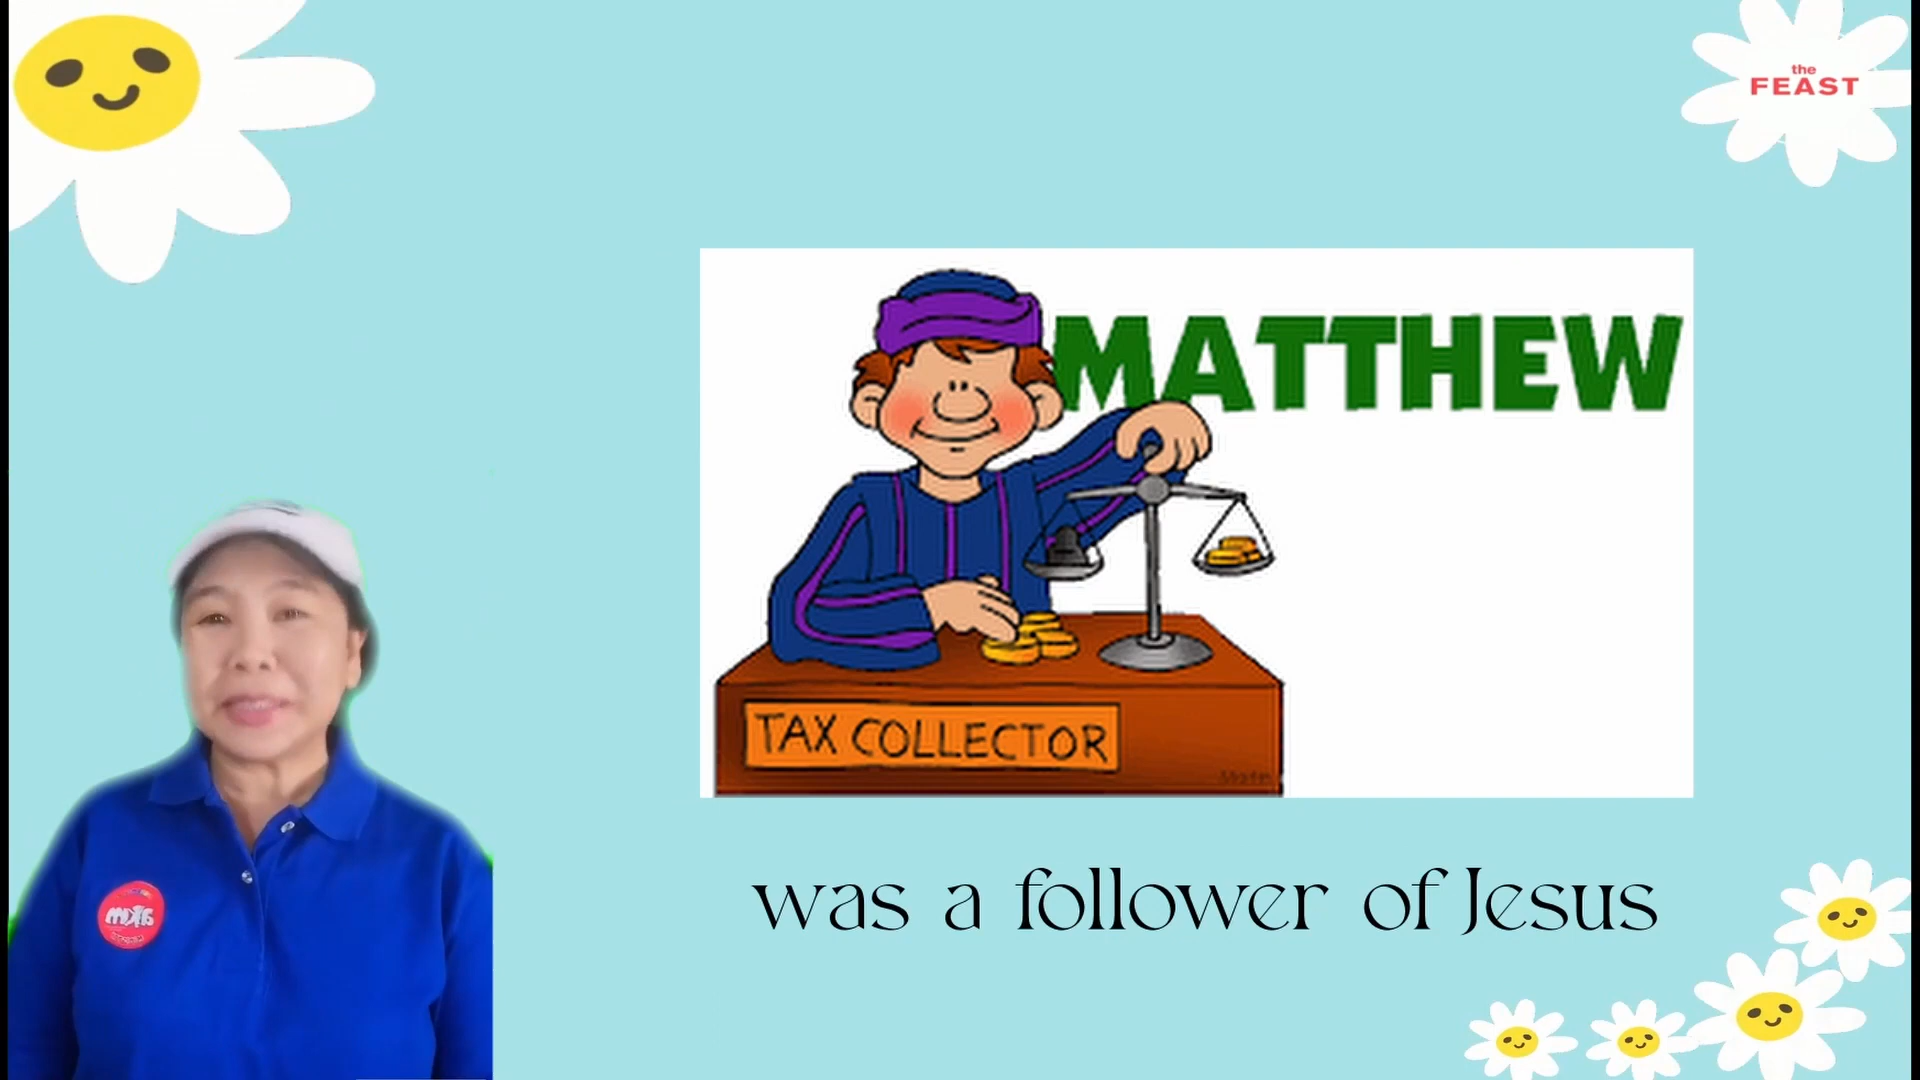 the
FEAST
MATTHEW
TAX COLLECTOR
was a follower of Jesus